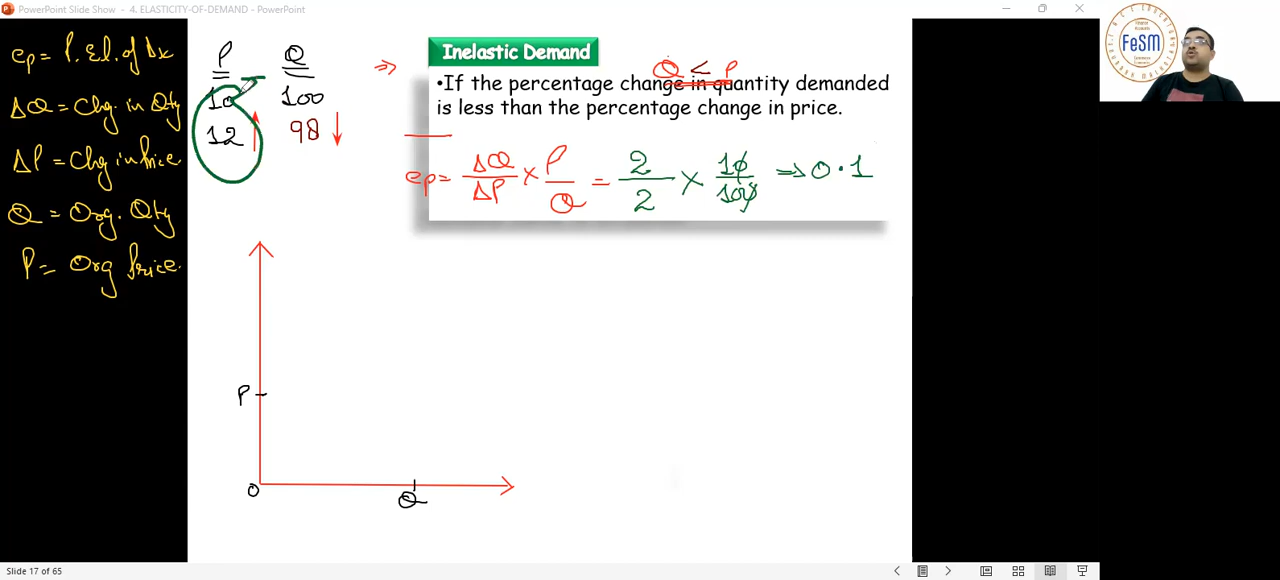 PowerPoint Slide Show - 4. ELASTICITY-OF-DEMAND - PowerPoint
ep = P. El. of Dx
ΔQ = Chg. in Qty
ΔP = Chg in Price
Q = Org. Qty
P = Org Price.
P Q
10 100
12 98
⇒
Inelastic Demand
Q < P
•If the percentage change in quantity demanded
is less than the percentage change in price.
ep = ΔQ/ΔP × P/Q = 2/2 × 10/100 ⇒ 0.1
P
O
Q
FeSM
Slide 17 of 65